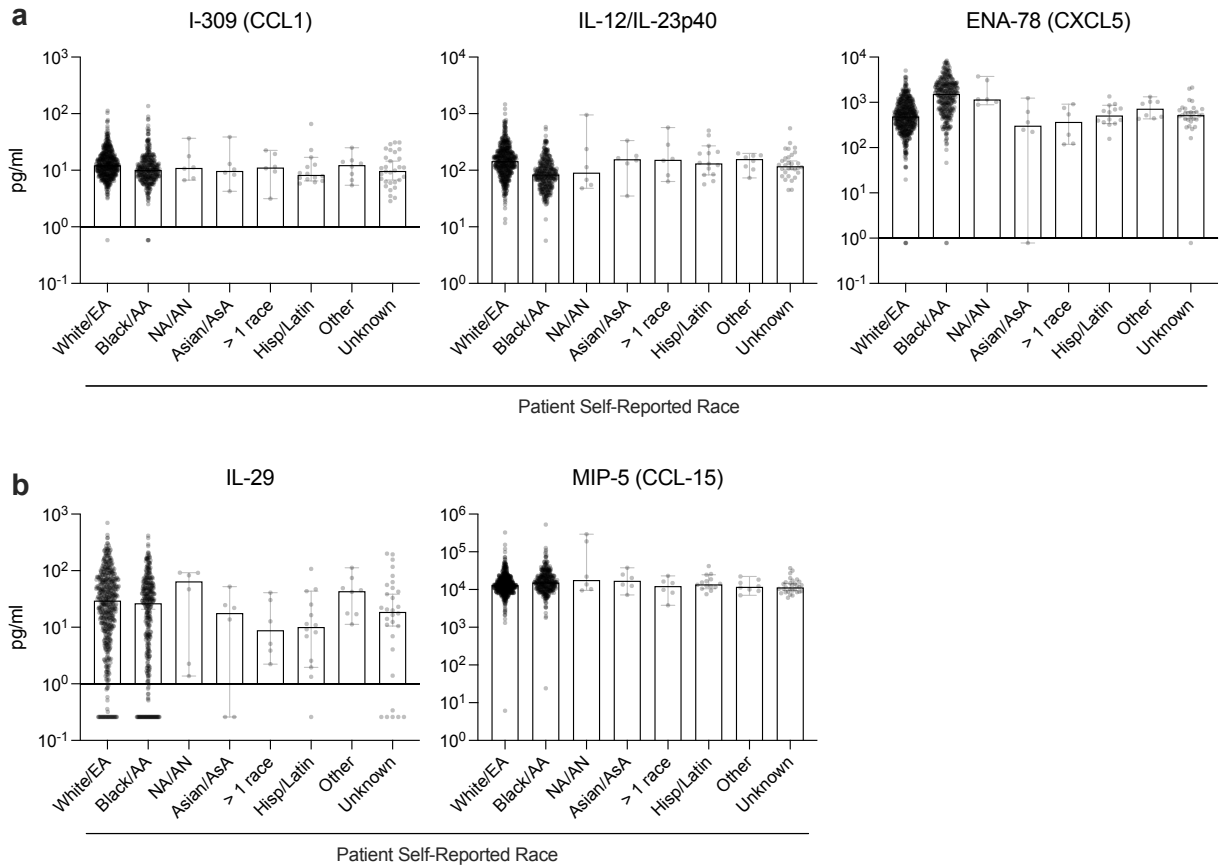 a
I-309 (CCL1)
IL-12/IL-23p40
ENA-78 (CXCL5)
pg/ml
10³
10²
10¹
10⁰
10⁻¹
10⁴
10³
10²
10¹
10⁰
10⁴
10³
10²
10¹
10⁰
10⁻¹
White/EA
Black/AA
NA/AN
Asian/AsA
> 1 race
Hisp/Latin
Other
Unknown
White/EA
Black/AA
NA/AN
Asian/AsA
> 1 race
Hisp/Latin
Other
Unknown
White/EA
Black/AA
NA/AN
Asian/AsA
> 1 race
Hisp/Latin
Other
Unknown
Patient Self-Reported Race
b
IL-29
MIP-5 (CCL-15)
pg/ml
10³
10²
10¹
10⁰
10⁻¹
10⁶
10⁵
10⁴
10³
10²
10¹
10⁰
White/EA
Black/AA
NA/AN
Asian/AsA
> 1 race
Hisp/Latin
Other
Unknown
White/EA
Black/AA
NA/AN
Asian/AsA
> 1 race
Hisp/Latin
Other
Unknown
Patient Self-Reported Race